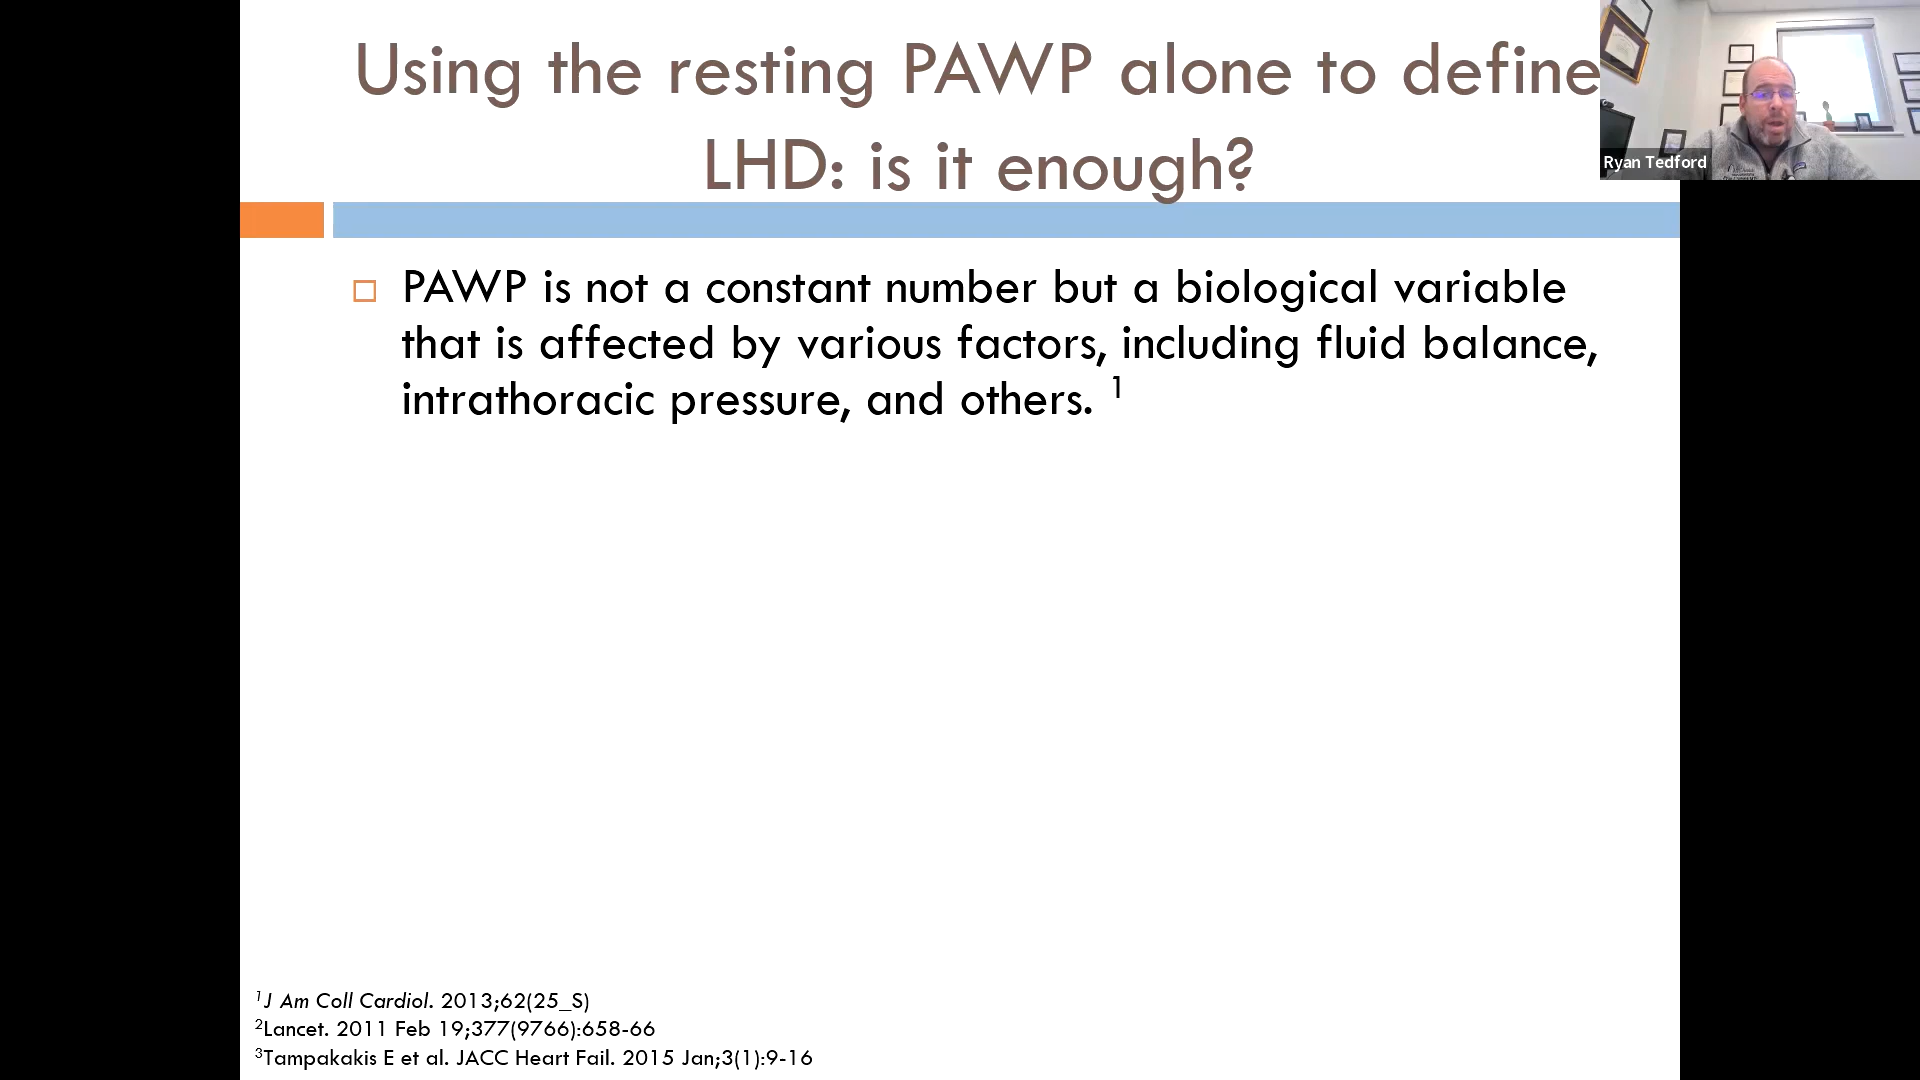 Using the resting PAWP alone to define
LHD: is it enough?
Ryan Tedford
PAWP is not a constant number but a biological variable
that is affected by various factors, including fluid balance,
intrathoracic pressure, and others. 1
1J Am Coll Cardiol. 2013;62(25_S)
2Lancet. 2011 Feb 19;377(9766):658-66
3Tampakakis E et al. JACC Heart Fail. 2015 Jan;3(1):9-16